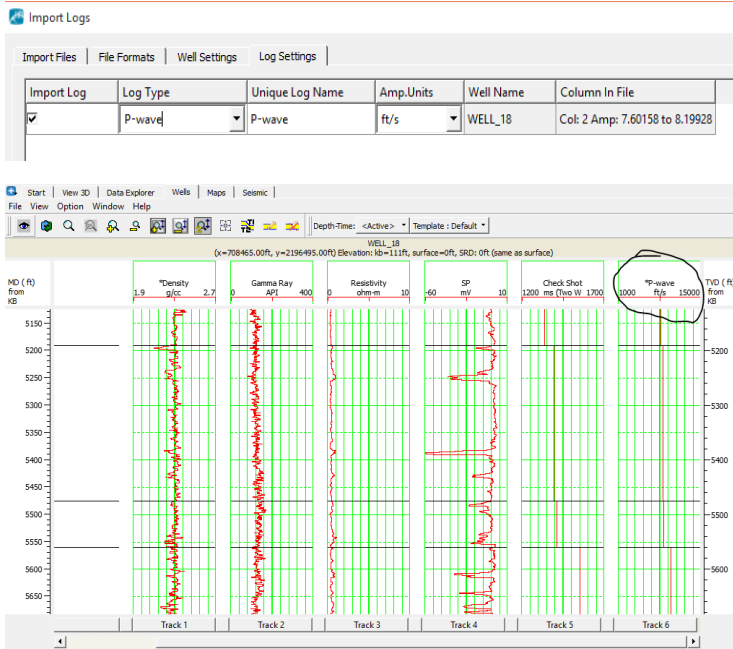 Import Logs
Import Files | File Formats | Well Settings | Log Settings
Import Log Log Type Unique Log Name Amp.Units Well Name Column In File
P-wave P-wave ft/s WELL_18 Col: 2 Amp: 7.60158 to 8.19928
Start View 3D Data Explorer Wells Maps Seismic
File View Option Window Help
Depth-Time: <Active> Template : Default
WELL_18
(x=708465.00ft, y=2196495.00ft) Elevation: kb=111ft, surface=0ft, SRD: 0ft (same as surface)
MD ( ft) *Density Gamma Ray Resistivity SP Check Shot *P-wave TVD ( ft
from 1.9 g/cc 2.7 0 API 400 0 ohm-m 10 -60 mV 10 1200 ms (Two W 1700 1000 ft/s 15000 from
KB KB
5150
5200 5200
5250
5300 5300
5350
5400 5400
5450
5500 5500
5550
5600 5600
5650
Track 1 Track 2 Track 3 Track 4 Track 5 Track 6